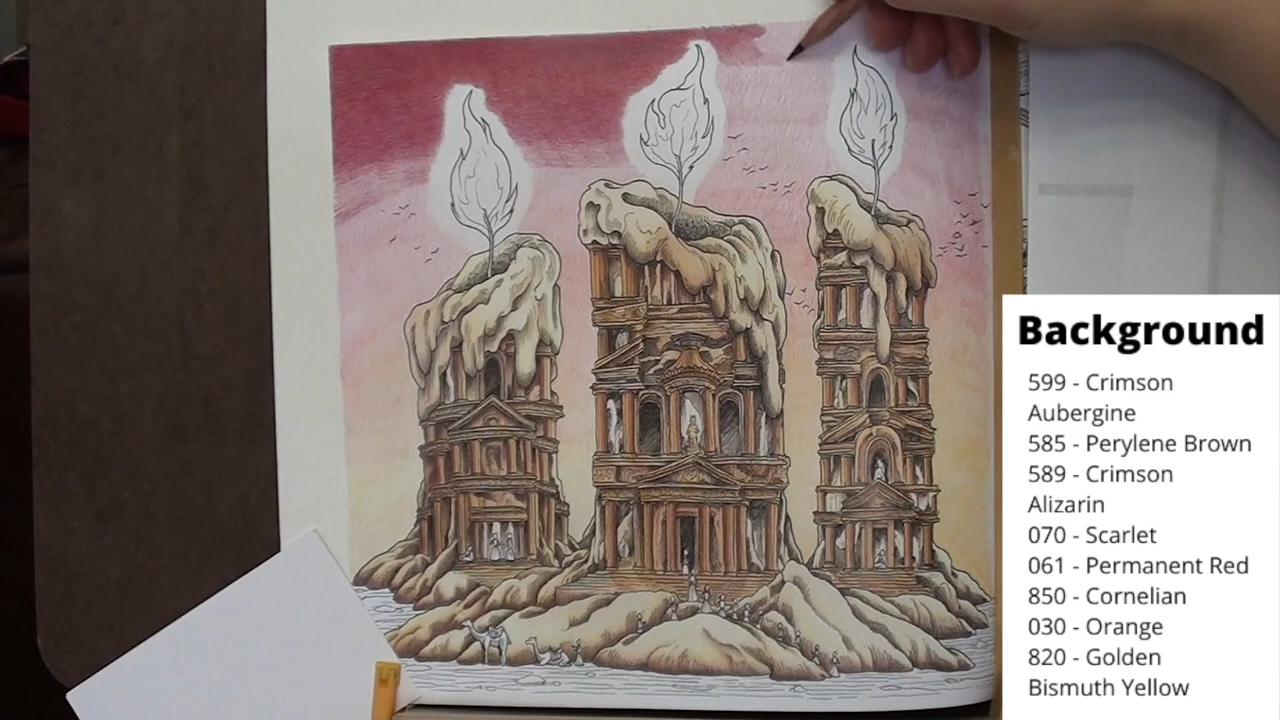 Background
599 - Crimson
Aubergine
585 - Perylene Brown
589 - Crimson
Alizarin
070 - Scarlet
061 - Permanent Red
850 - Cornelian
030 - Orange
820 - Golden
Bismuth Yellow